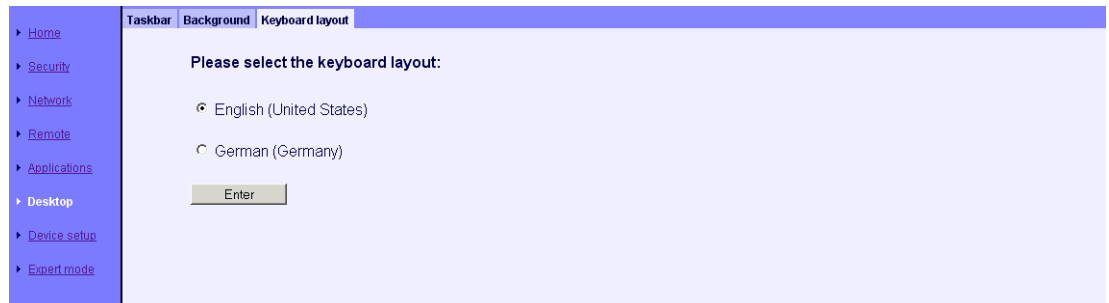 Taskbar Background Keyboard layout
Home
Security
Network
Remote
Applications
Desktop
Device setup
Expert mode
Please select the keyboard layout:
English (United States)
German (Germany)
Enter